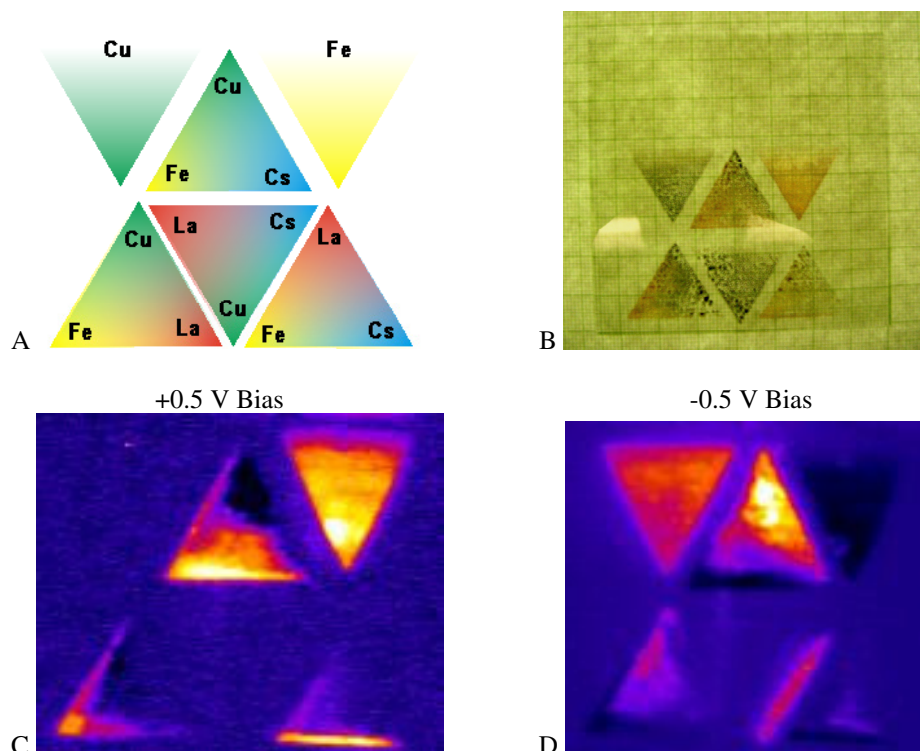 Cu Fe
Cu
Fe Cs
La Cs La
Cu
Cu
Fe La Fe Cs
A B
+0.5 V Bias -0.5 V Bias
C D